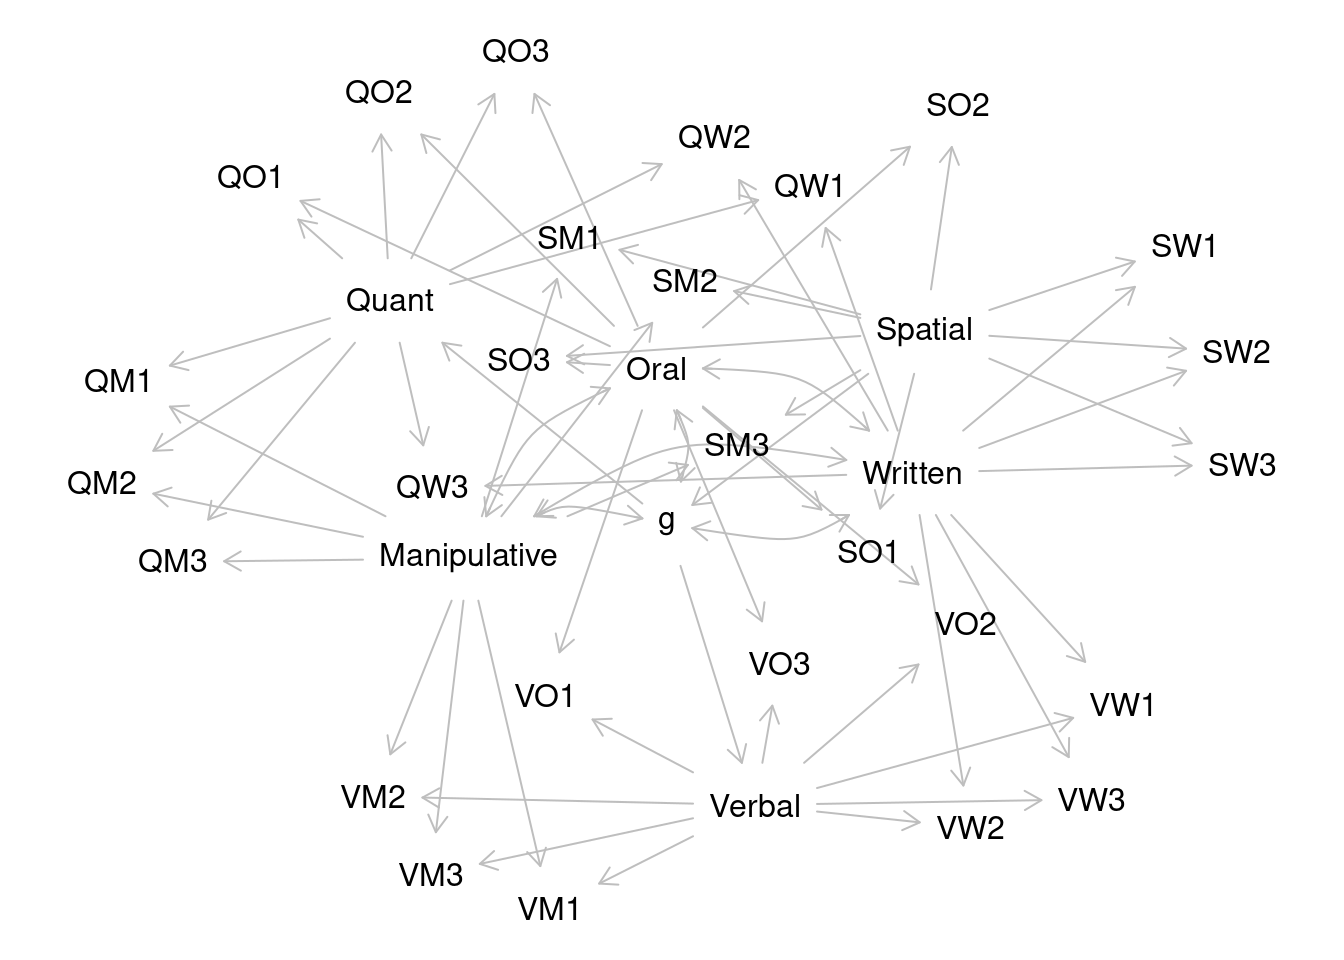 QO3
QO2
SO2
QW2
QO1
QW1
SM1
SW1
SM2
Quant
Spatial
SW2
SO3
Oral
QM1
SM3
SW3
Written
QM2
QW3
g
SO1
Manipulative
QM3
VO2
VO3
VO1
VW1
VM2
VW3
Verbal
VW2
VM3
VM1